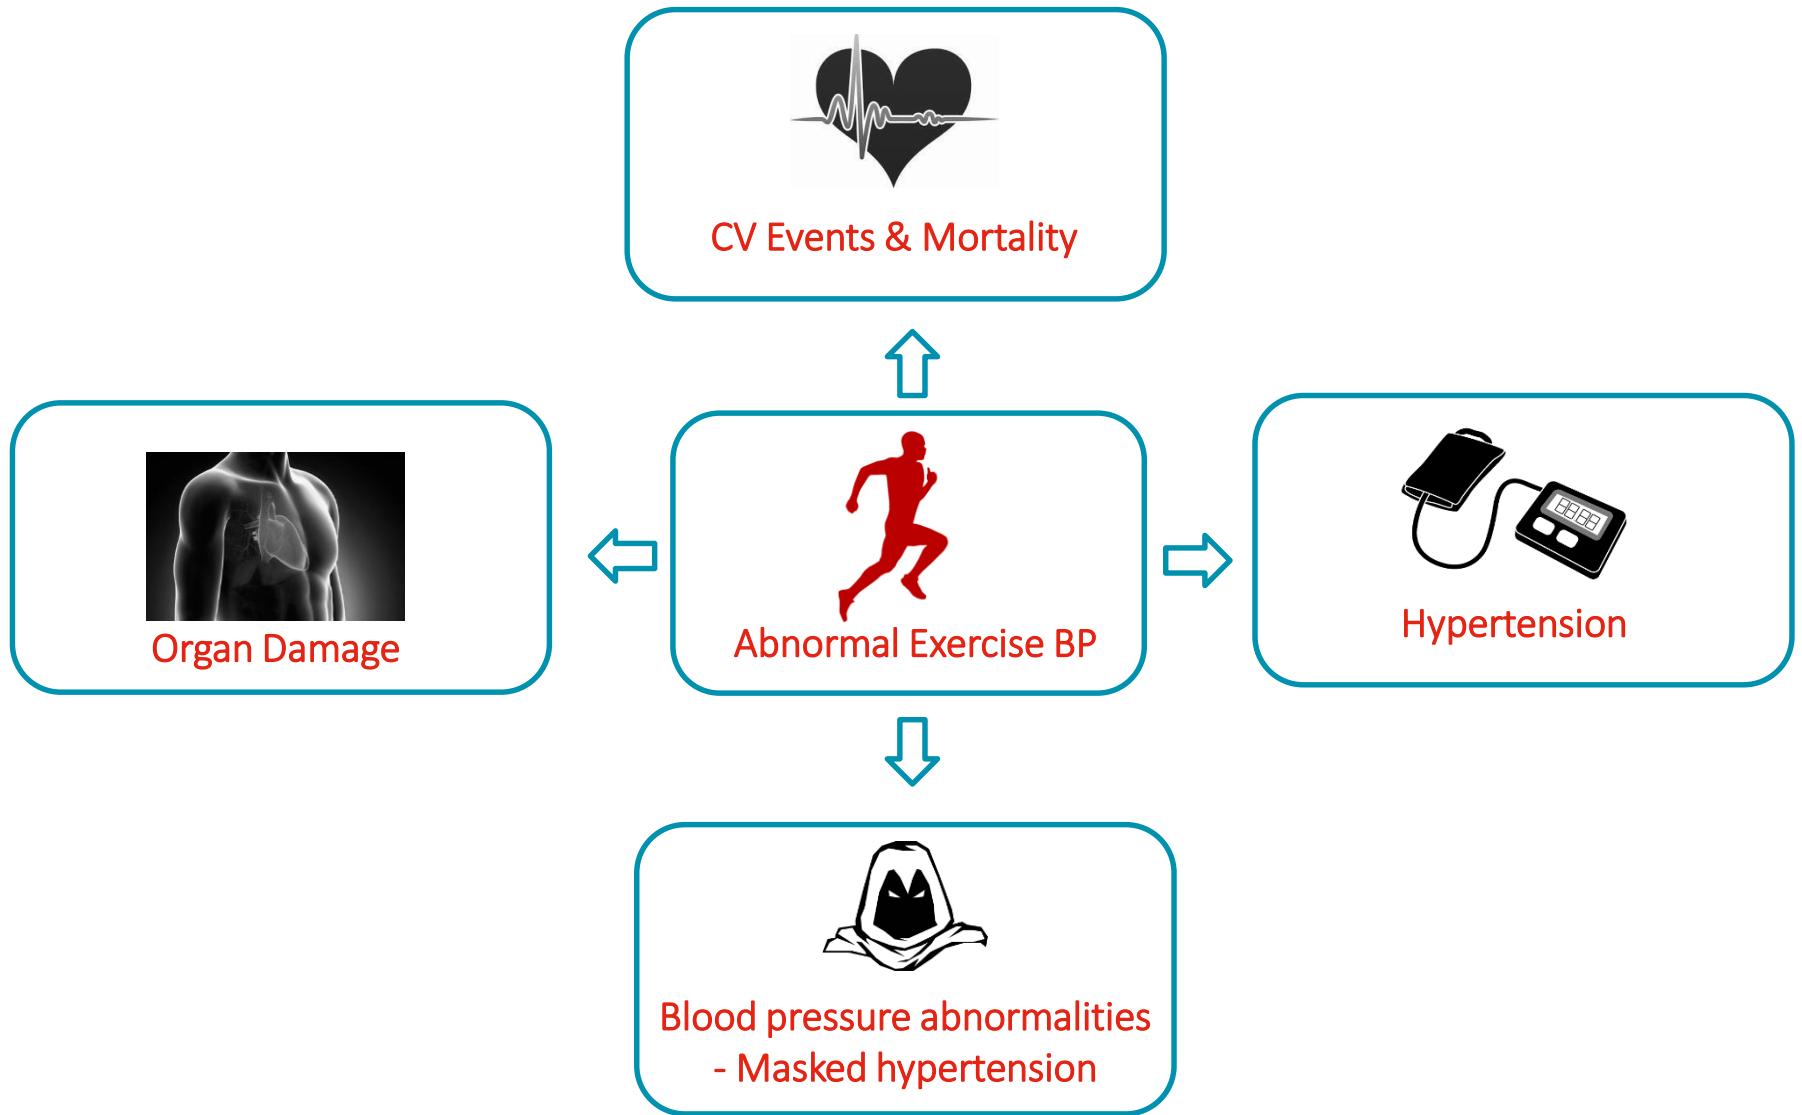 CV Events & Mortality
Organ Damage
Abnormal Exercise BP
Hypertension
Blood pressure abnormalities
- Masked hypertension